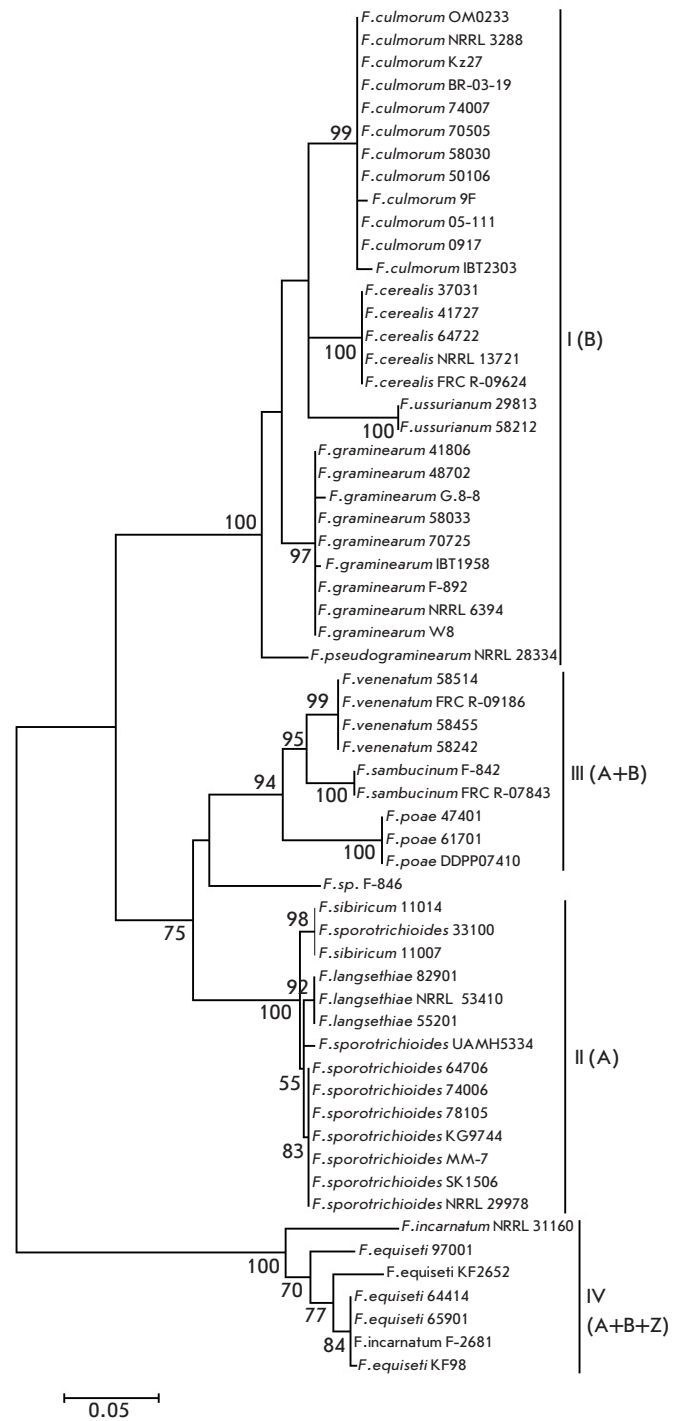 F.culmorum OM0233
F.culmorum NRRL 3288
F.culmorum Kz27
F.culmorum BR-03-19
F.culmorum 74007
99 F.culmorum 70505
F.culmorum 58030
F.culmorum 50106
F.culmorum 9F
F.culmorum 05-111
F.culmorum 0917
F.culmorum IBT2303
F.cerealis 37031
F.cerealis 41727
F.cerealis 64722
I (B)
100 F.cerealis NRRL 13721
F.cerealis FRC R-09624
F.ussurianum 29813
100 F.ussurianum 58212
F.graminearum 41806
F.graminearum 48702
F.graminearum G.8-8
100 F.graminearum 58033
F.graminearum 70725
97 F.graminearum IBT1958
F.graminearum F-892
F.graminearum NRRL 6394
F.graminearum W8
F.pseudograminearum NRRL 28334
F.venenatum 58514
99 F.venenatum FRC R-09186
F.venenatum 58455
95 F.venenatum 58242
F.sambucinum F-842
III (A+B)
94
100 F.sambucinum FRC R-07843
F.poae 47401
F.poae 61701
100 F.poae DDPP07410
F.sp. F-846
F.sibiricum 11014
98 F.sporotrichioides 33100
75
F.sibiricum 11007
F.langsethiae 82901
92
F.langsethiae NRRL 53410
100 F.langsethiae 55201
F.sporotrichioides UAMH5334
II (A)
F.sporotrichioides 64706
55 F.sporotrichioides 74006
F.sporotrichioides 78105
F.sporotrichioides KG9744
83 F.sporotrichioides MM-7
F.sporotrichioides SK1506
F.sporotrichioides NRRL 29978
F.incarnatum NRRL 31160
F.equiseti 97001
100
F.equiseti KF2652
70
F.equiseti 64414
IV
77 F.equiseti 65901
(A+B+Z)
84 F.incarnatum F-2681
F.equiseti KF98
0.05